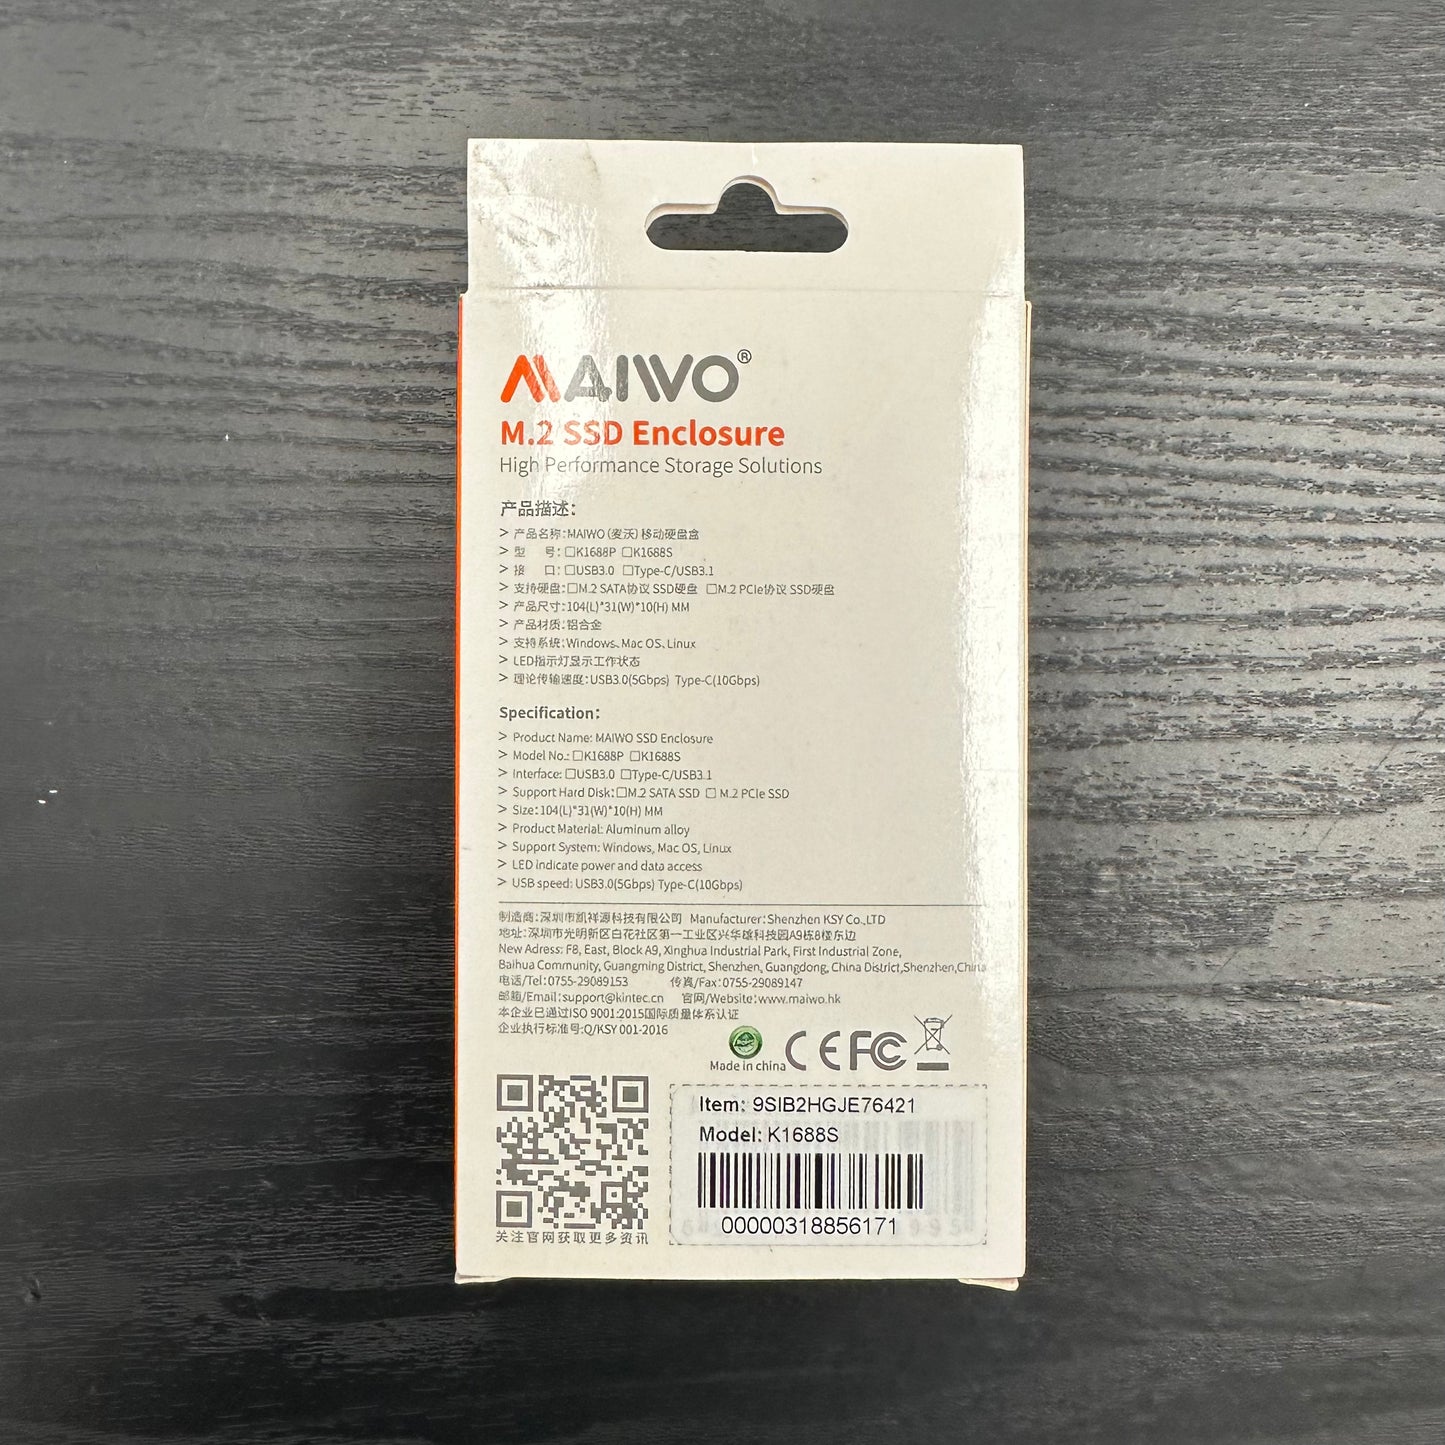 MAIWO®
M.2 SSD Enclosure
High Performance Storage Solutions
产品描述：
> 产品名称：MAIWO（麦沃）移动硬盘盒
> 型 号：☐K1688P ☐K1688S
> 接 口：☐USB3.0 ☐Type-C/USB3.1
> 支持硬盘：☐M.2 SATA协议 SSD硬盘 ☐M.2 PCIe协议 SSD硬盘
> 产品尺寸：104(L)*31(W)*10(H) MM
> 产品材质：铝合金
> 支持系统：Windows、Mac OS、Linux
> LED指示灯显示工作状态
> 理论传输速度：USB3.0(5Gbps) Type-C(10Gbps)
Specification：
> Product Name: MAIWO SSD Enclosure
> Model No.: ☐K1688P ☐K1688S
> Interface: ☐USB3.0 ☐Type-C/USB3.1
> Support Hard Disk: ☐M.2 SATA SSD ☐ M.2 PCIe SSD
> Size: 104(L)*31(W)*10(H) MM
> Product Material: Aluminum alloy
> Support System: Windows, Mac OS, Linux
> LED indicate power and data access
> USB speed: USB3.0(5Gbps) Type-C(10Gbps)
制造商：深圳市凯祥源科技有限公司 Manufacturer：Shenzhen KSY Co.,LTD
地址：深圳市光明新区白花社区第一工业区兴华雄科技园A9栋8楼东边
New Adress: F8, East, Block A9, Xinghua Industrial Park, First Industrial Zone,
Baihua Community, Guangming District, Shenzhen, Guangdong, China District,Shenzhen,China
电话/Tel：0755-29089153 传真/Fax：0755-29089147
邮箱/Email：support@kintec.cn 官网/Website：www.maiwo.hk
本企业已通过ISO 9001:2015国际质量体系认证
企业执行标准号:Q/KSY 001-2016
Made in china CE FCC
Item: 9SIB2HGJE76421
Model: K1688S
00000318856171
关注官网获取更多资讯